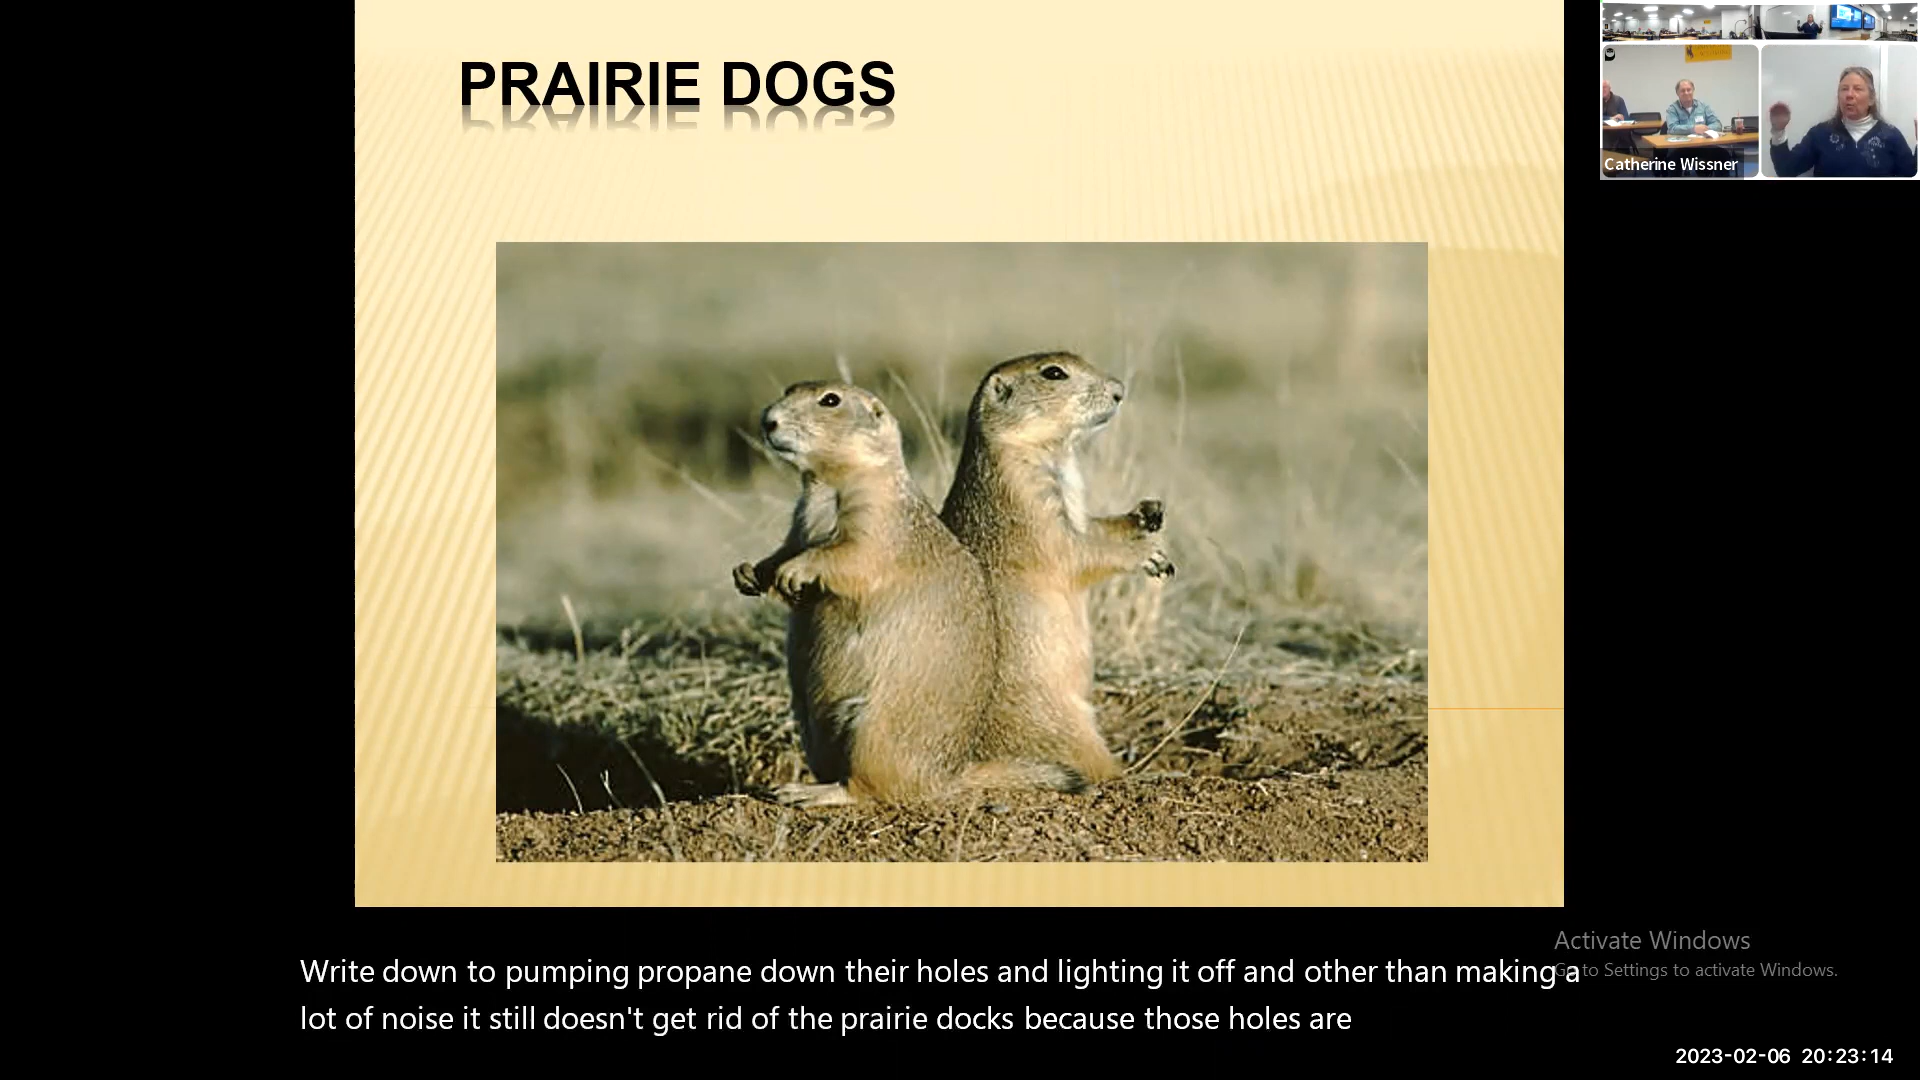 PRAIRIE DOGS
Catherine Wissner
Activate Windows
Go to Settings to activate Windows.
Write down to pumping propane down their holes and lighting it off and other than making a
lot of noise it still doesn't get rid of the prairie docks because those holes are
2023-02-06 20:23:14